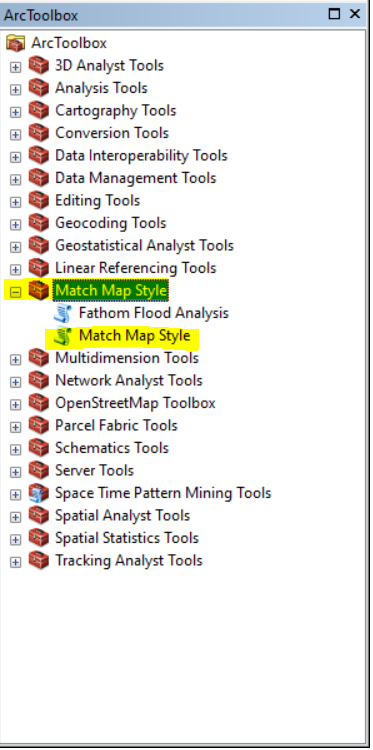 ArcToolbox
ArcToolbox
3D Analyst Tools
Analysis Tools
Cartography Tools
Conversion Tools
Data Interoperability Tools
Data Management Tools
Editing Tools
Geocoding Tools
Geostatistical Analyst Tools
Linear Referencing Tools
Match Map Style
Fathom Flood Analysis
Match Map Style
Multidimension Tools
Network Analyst Tools
OpenStreetMap Toolbox
Parcel Fabric Tools
Schematics Tools
Server Tools
Space Time Pattern Mining Tools
Spatial Analyst Tools
Spatial Statistics Tools
Tracking Analyst Tools